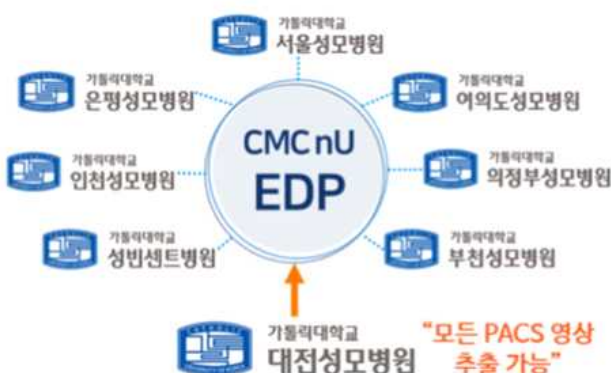 가톨릭대학교
서울성모병원
가톨릭대학교
은평성모병원
가톨릭대학교
여의도성모병원
CMC nU
EDP
가톨릭대학교
인천성모병원
가톨릭대학교
의정부성모병원
가톨릭대학교
성빈센트병원
가톨릭대학교
부천성모병원
가톨릭대학교
대전성모병원
“모든 PACS 영상
추출 가능”